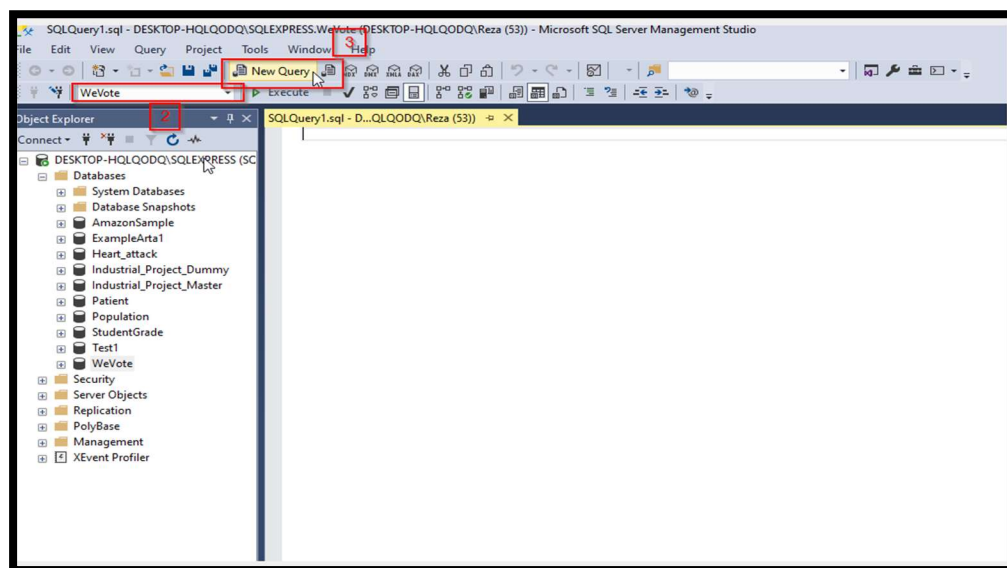 SQLQuery1.sql - DESKTOP-HQLQODQ\SQLEXPRESS.WeVote (DESKTOP-HQLQODQ\Reza (53)) - Microsoft SQL Server Management Studio
File Edit View Query Project Tools Window Help
3
New Query
WeVote
Execute
2
Object Explorer
SQLQuery1.sql - D...QLQODQ\Reza (53))
Connect
DESKTOP-HQLQODQ\SQLEXPRESS (SC
Databases
System Databases
Database Snapshots
AmazonSample
ExampleArta1
Heart_attack
Industrial_Project_Dummy
Industrial_Project_Master
Patient
Population
StudentGrade
Test1
WeVote
Security
Server Objects
Replication
PolyBase
Management
XEvent Profiler